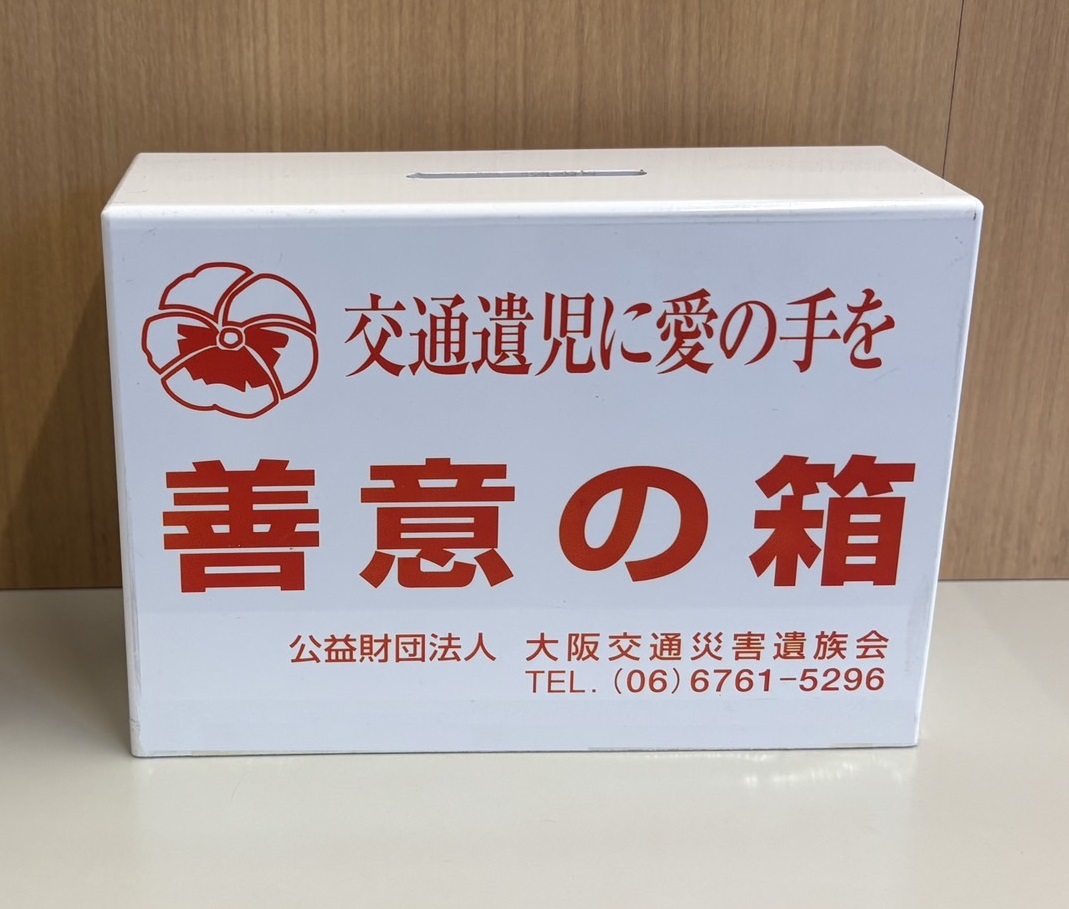 交通遺児に愛の手を
善意の箱
公益財団法人 大阪交通災害遺族会
TEL. (06) 6761-5296